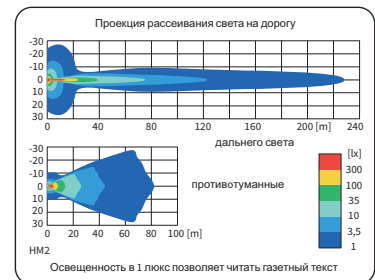 Проекция рассеивания света на дорогу
-30
-20
-10
0
10
20
30
0 40 80 120 160 200 [m] 240
дальнего света
-30
-20
-10
0
10
20
30
0 20 40 60 80 100 [m]
противотуманные
[lx]
300
100
35
10
3,5
1
HM2
Освещенность в 1 люкс позволяет читать газетный текст